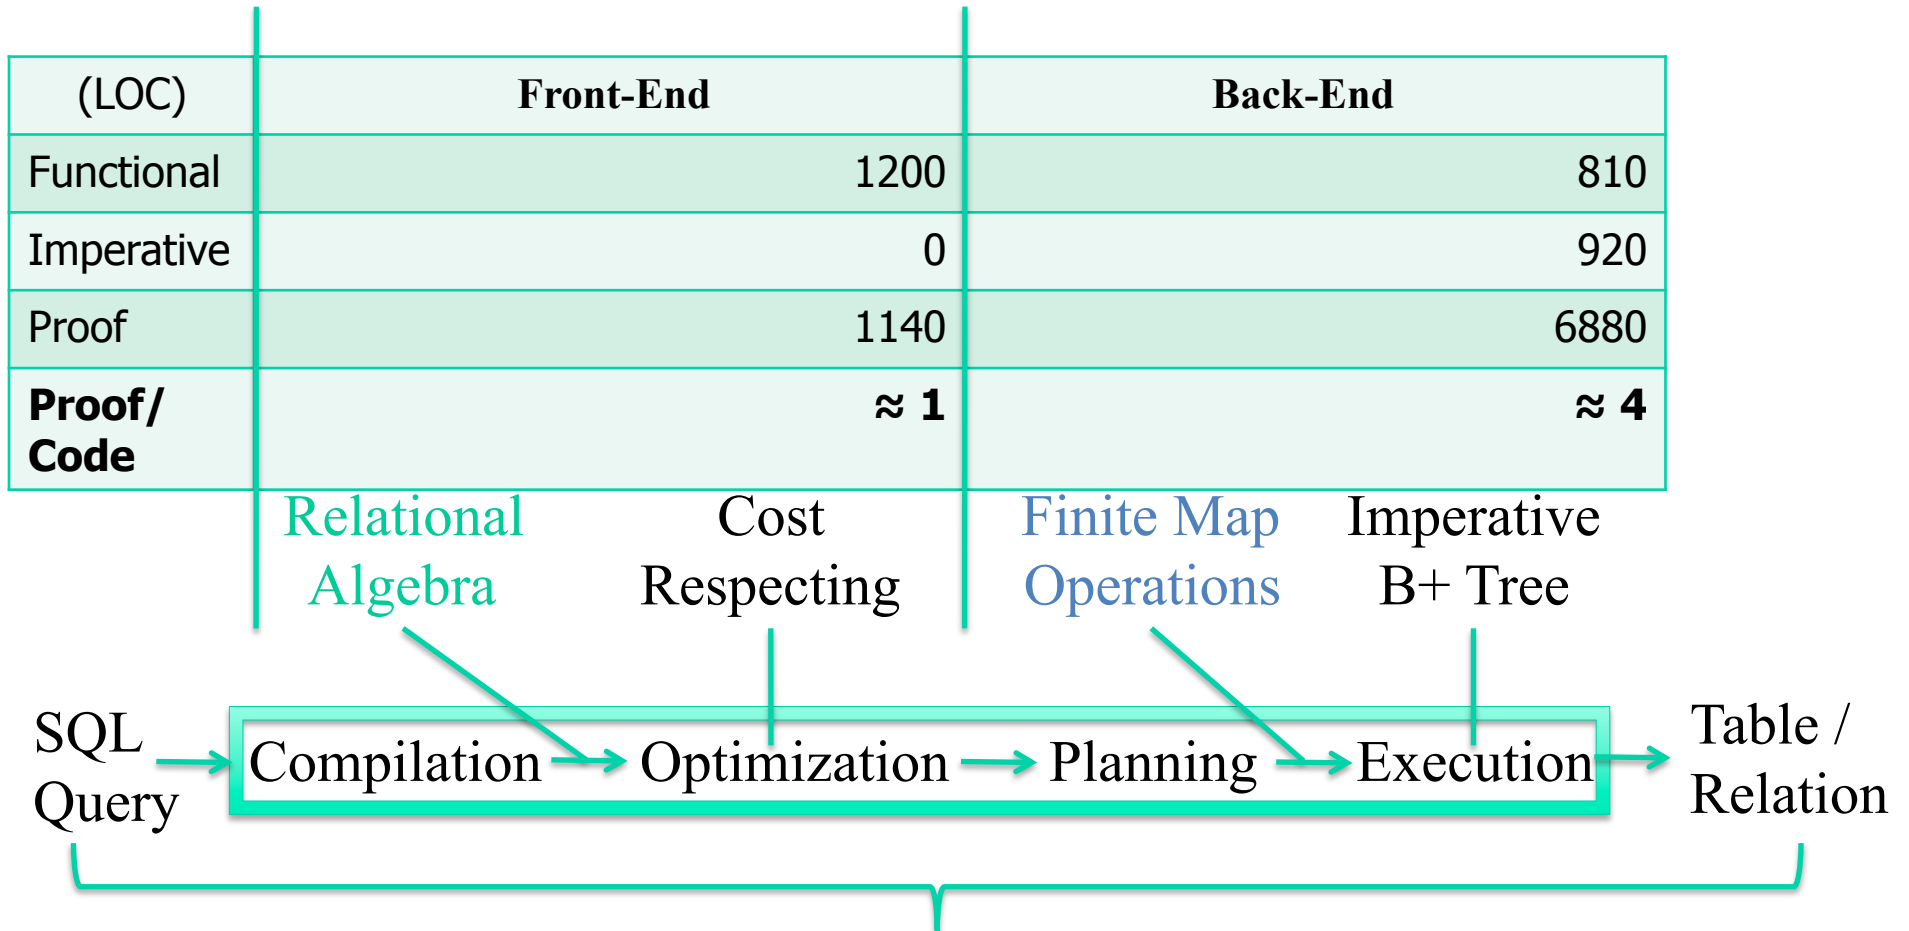 (LOC) Front-End Back-End
Functional 1200 810
Imperative 0 920
Proof 1140 6880
Proof/ ≈ 1 ≈ 4
Code
Relational Cost Finite Map Imperative
Algebra Respecting Operations B+ Tree
SQL Table /
Compilation Optimization Planning Execution
Query Relation